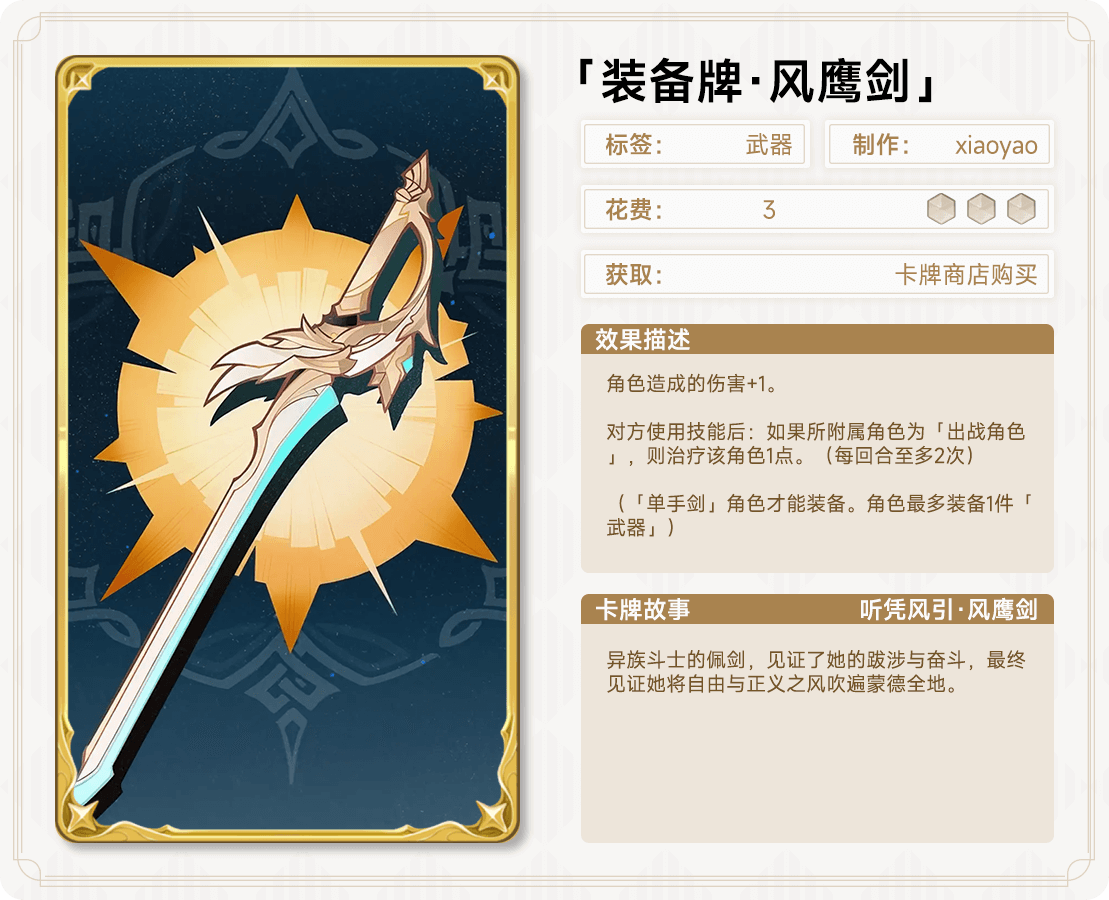 「装备牌·风鹰剑」
标签： 武器
制作： xiaoyao
花费： 3
获取： 卡牌商店购买
效果描述
角色造成的伤害+1。
对方使用技能后：如果所附属角色为「出战角色
」，则治疗该角色1点。（每回合至多2次）
（「单手剑」角色才能装备。角色最多装备1件「
武器」）
卡牌故事 听凭风引·风鹰剑
异族斗士的佩剑，见证了她的跋涉与奋斗，最终
见证她将自由与正义之风吹遍蒙德全地。